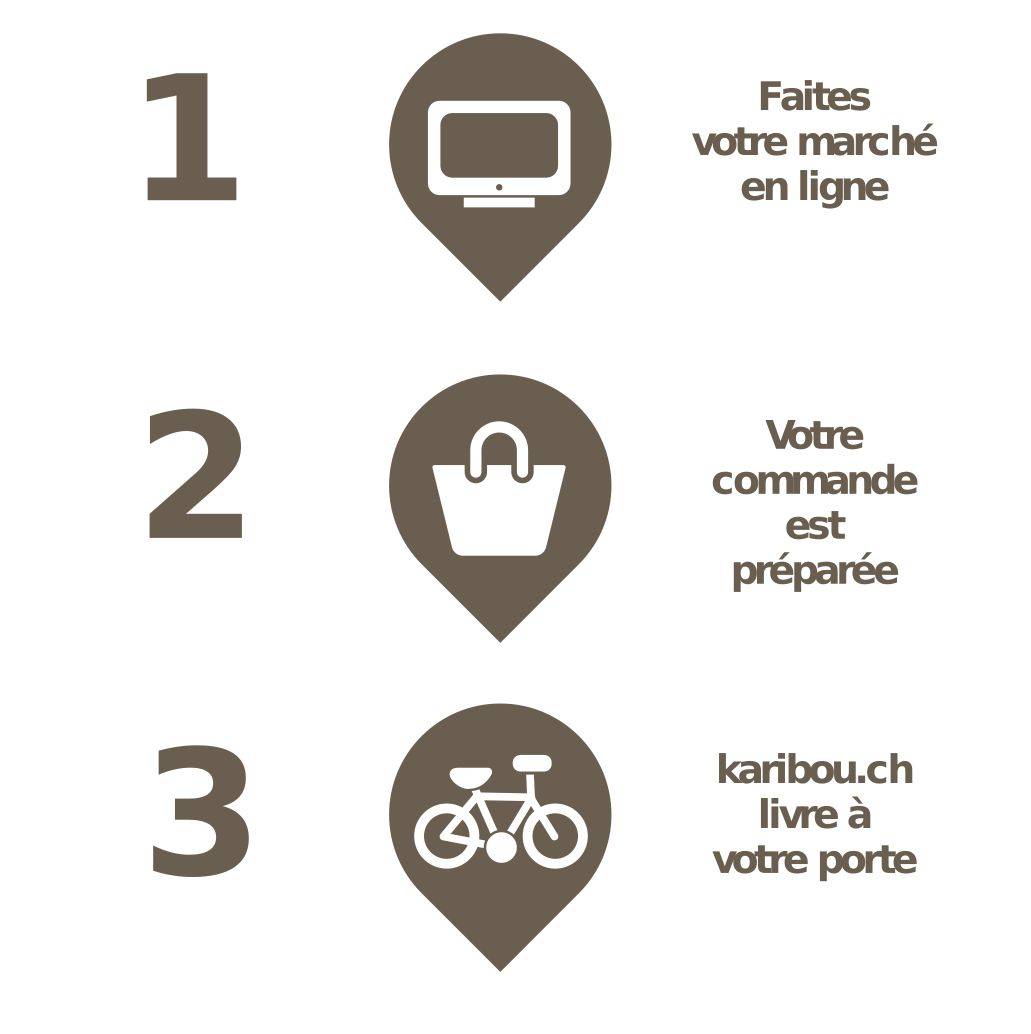 1
Faites
votre marché
en ligne
2
Votre
commande
est
préparée
3
karibou.ch
livre à
votre porte